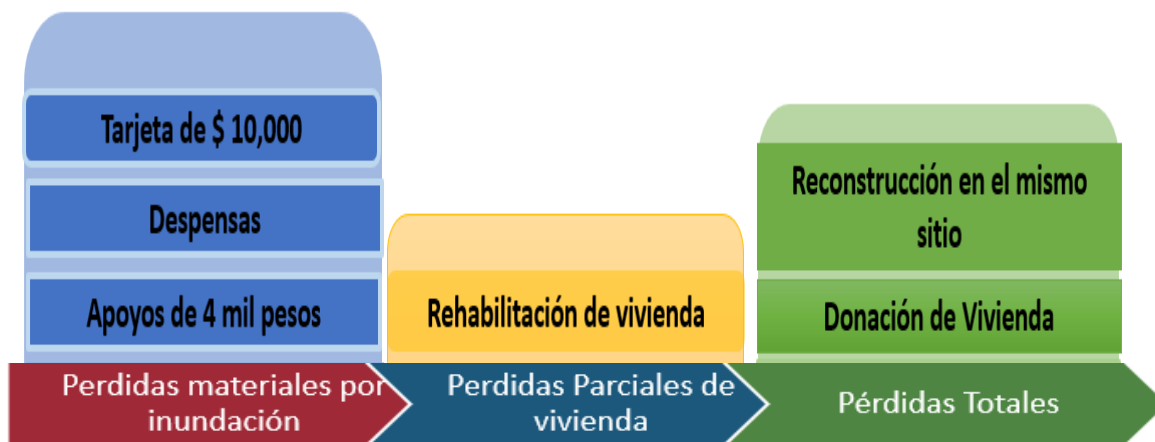 Tarjeta de $ 10,000
Despensas
Apoyos de 4 mil pesos
Perdidas materiales por
inundación
Rehabilitación de vivienda
Perdidas Parciales de
vivienda
Reconstrucción en el mismo
sitio
Donación de Vivienda
Pérdidas Totales